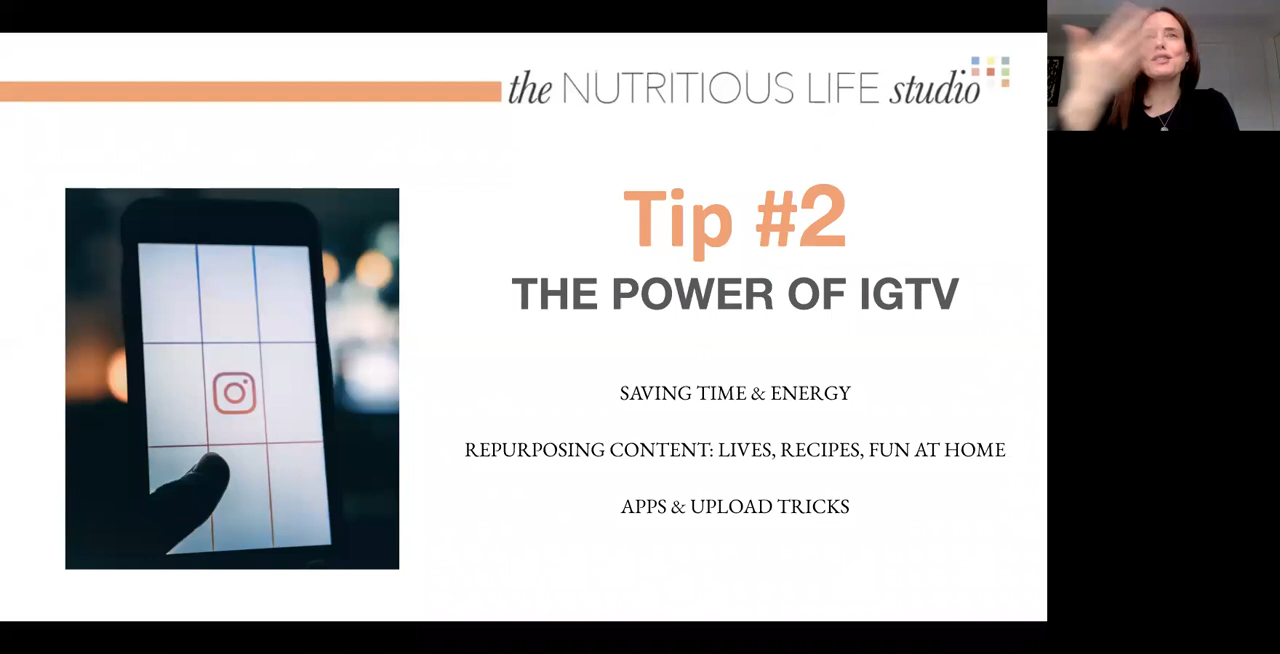 the NUTRITIOUS LIFE studio
Tip #2
THE POWER OF IGTV
SAVING TIME & ENERGY
REPURPOSING CONTENT: LIVES, RECIPES, FUN AT HOME
APPS & UPLOAD TRICKS